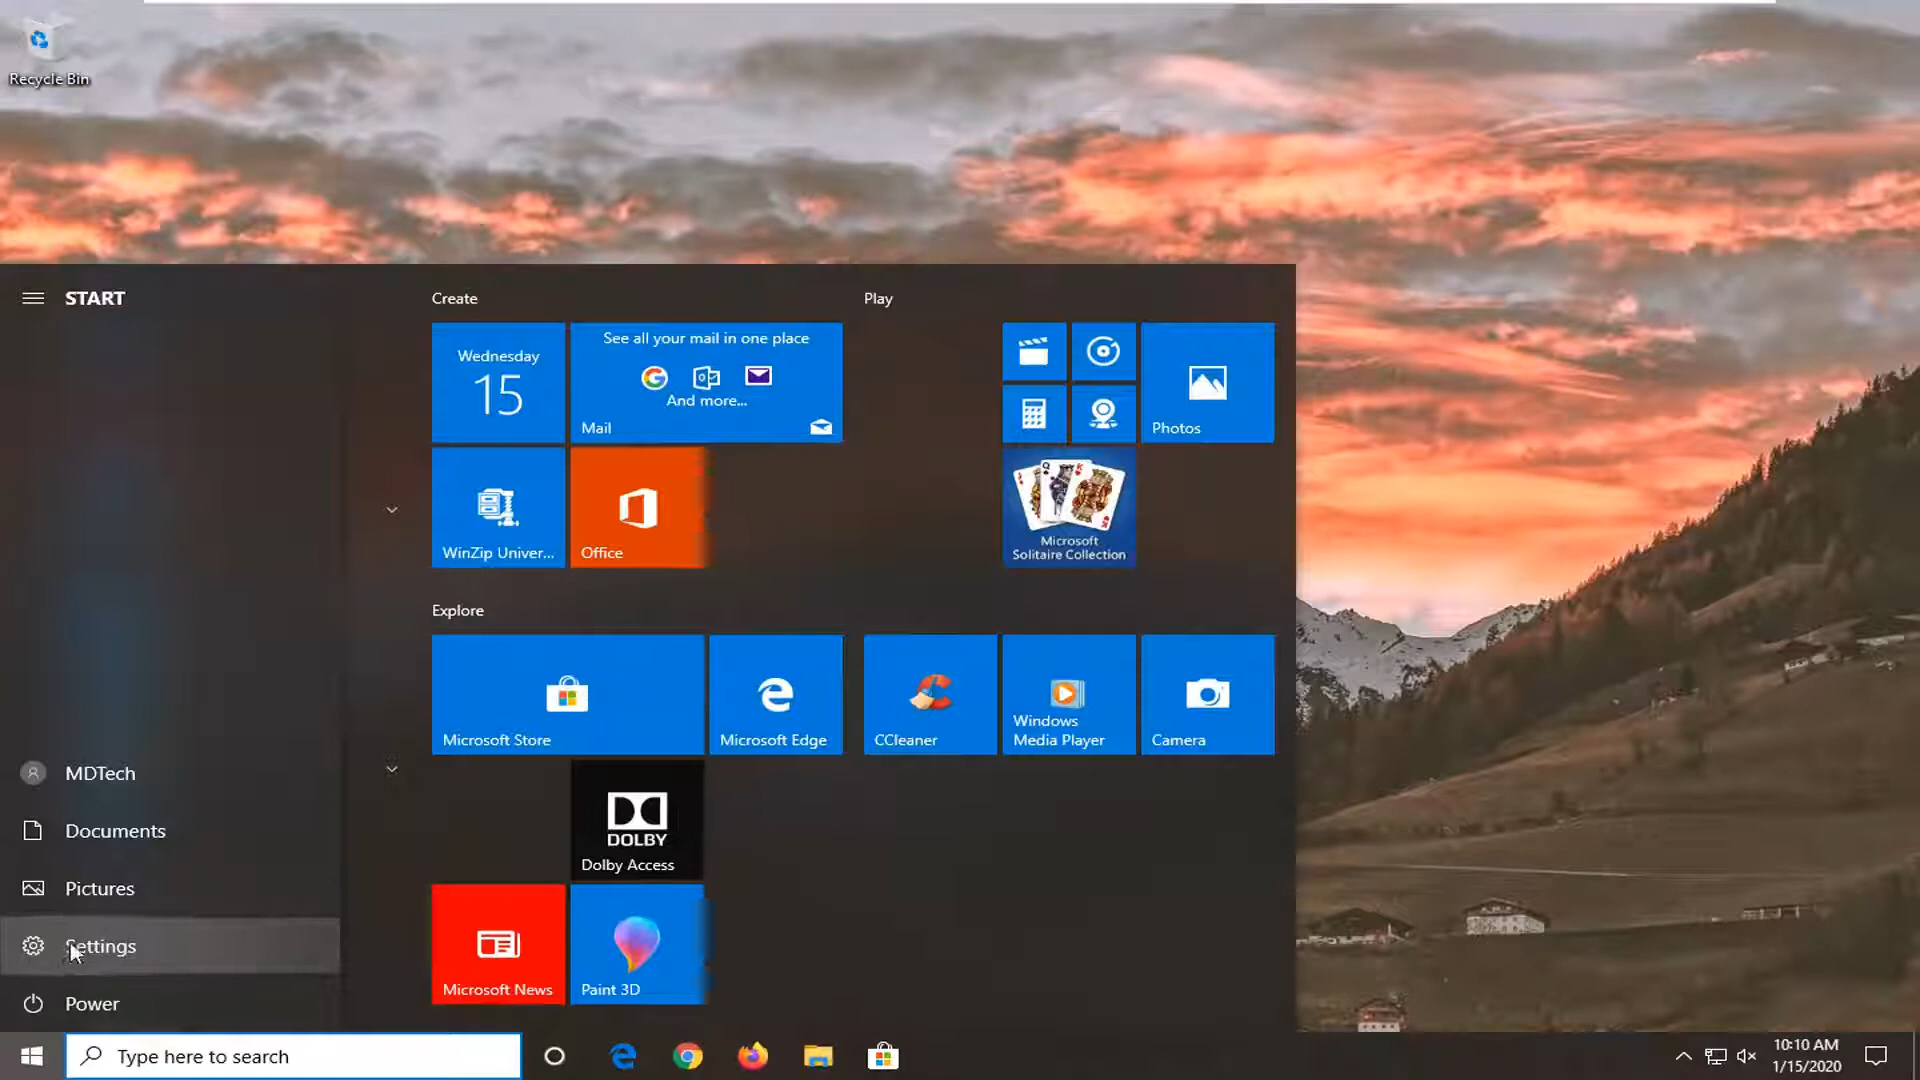 Recycle Bin
START
Create
Play
Wednesday
15
See all your mail in one place
And more...
Mail
Photos
WinZip Univer...
Office
Microsoft
Solitaire Collection
Explore
Microsoft Store
Microsoft Edge
CCleaner
Windows
Media Player
Camera
MDTech
Documents
Pictures
Settings
Power
DOLBY
Dolby Access
Microsoft News
Paint 3D
Type here to search
10:10 AM
1/15/2020